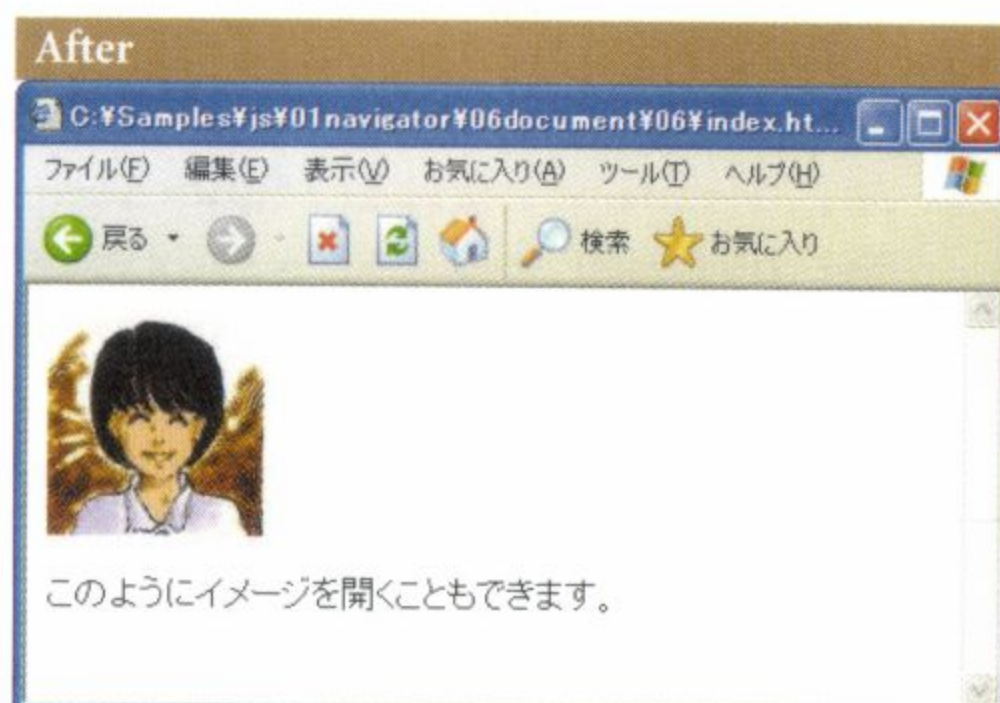 After
C:¥Samples¥js¥01navigator¥06document¥06¥index.ht...
ファイル(F) 編集(E) 表示(V) お気に入り(A) ツール(T) ヘルプ(H)
戻る 検索 お気に入り
このようにイメージを開くこともできます。